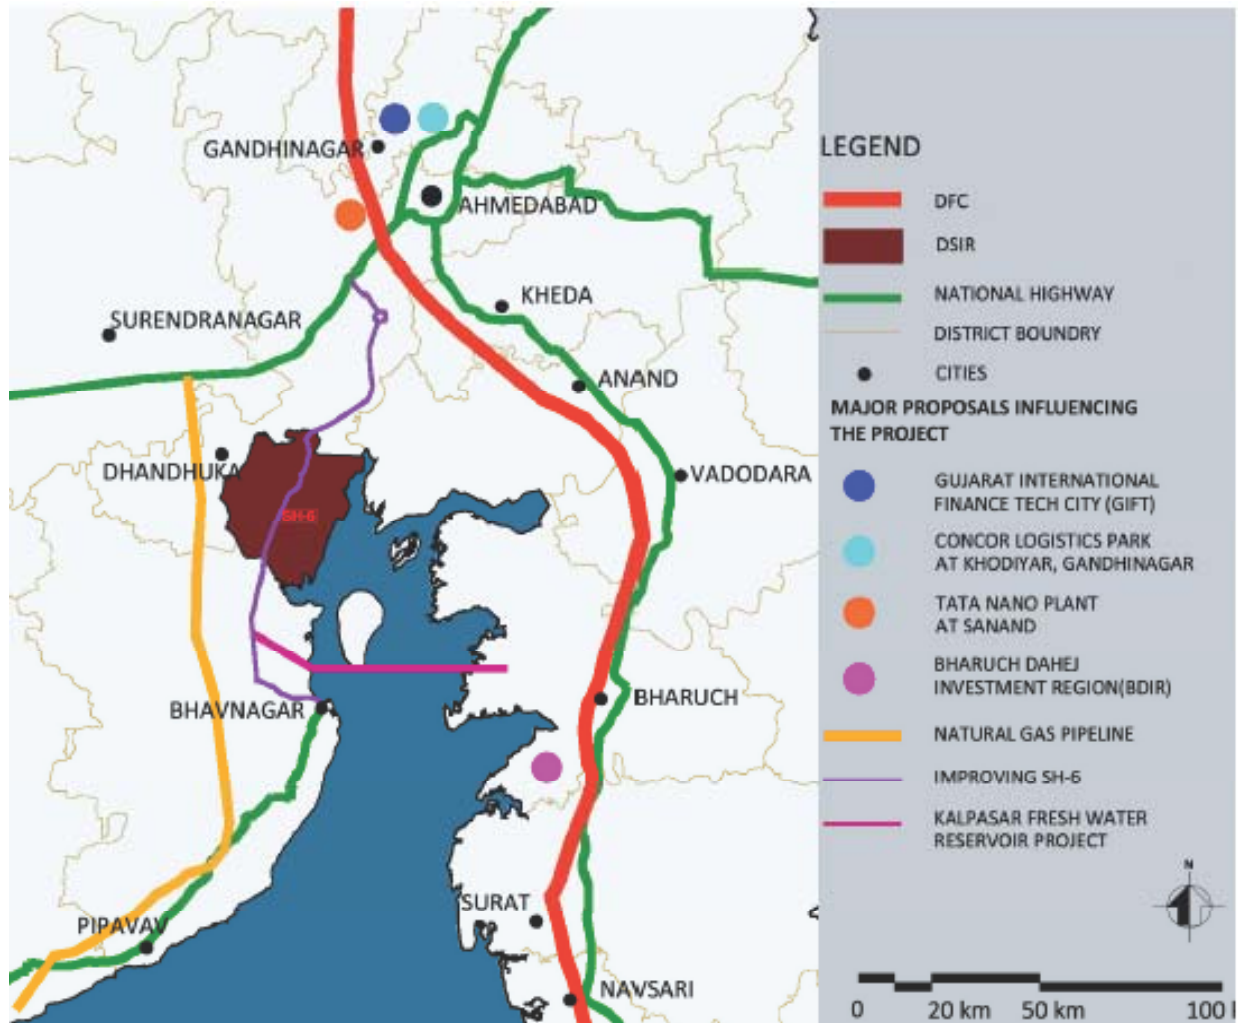 GANDHINAGAR
AHMEDABAD
KHEDA
SURENDRANAGAR
ANAND
DHANDHUKA
VADODARA
SH-6
BHAVNAGAR
BHARUCH
SURAT
PIPAVAV
NAVSARI
LEGEND
DFC
DSIR
NATIONAL HIGHWAY
DISTRICT BOUNDRY
CITIES
MAJOR PROPOSALS INFLUENCING
THE PROJECT
GUJARAT INTERNATIONAL
FINANCE TECH CITY (GIFT)
CONCOR LOGISTICS PARK
AT KHODIYAR, GANDHINAGAR
TATA NANO PLANT
AT SANAND
BHARUCH DAHEJ
INVESTMENT REGION(BDIR)
NATURAL GAS PIPELINE
IMPROVING SH-6
KALPASAR FRESH WATER
RESERVOIR PROJECT
N
0 20 km 50 km 100